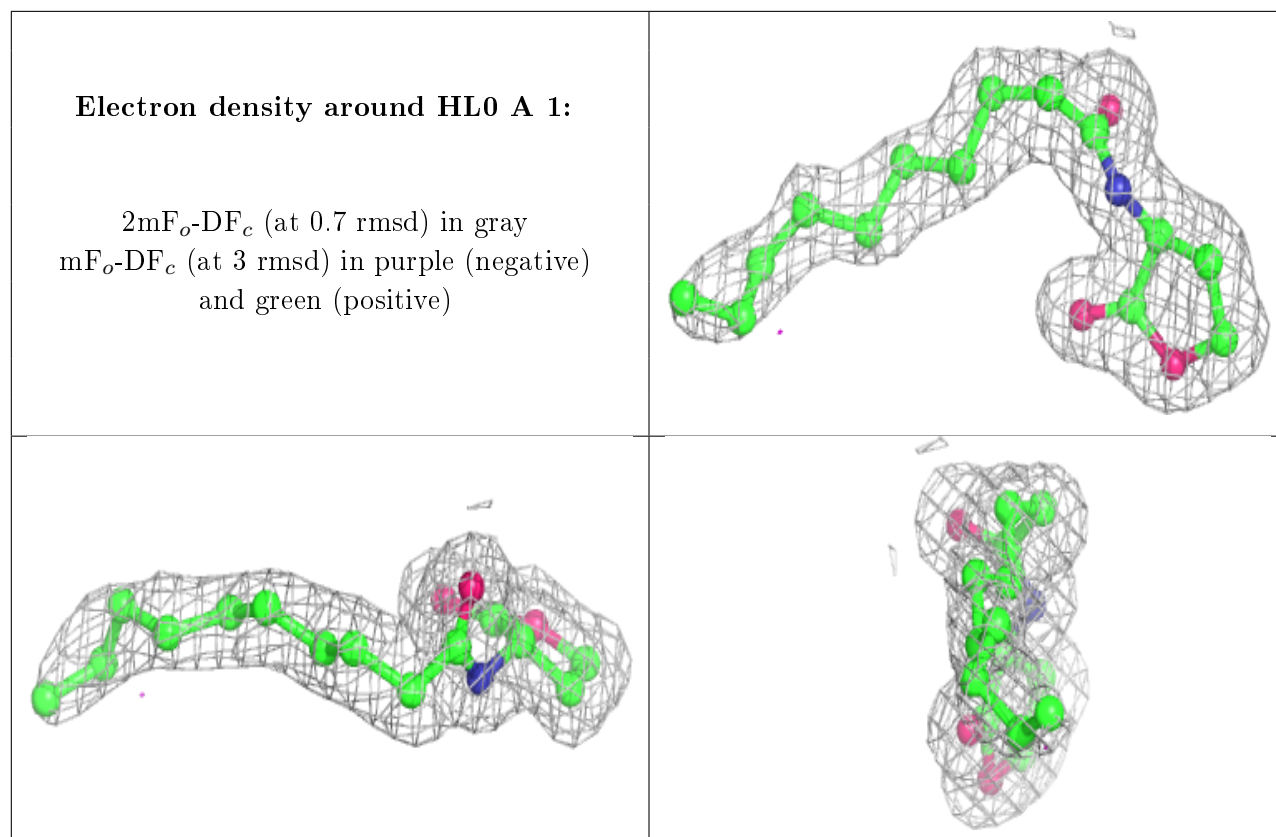 Electron density around HL0 A 1:
2mFₒ-DF𝒸 (at 0.7 rmsd) in gray
mFₒ-DF𝒸 (at 3 rmsd) in purple (negative)
and green (positive)